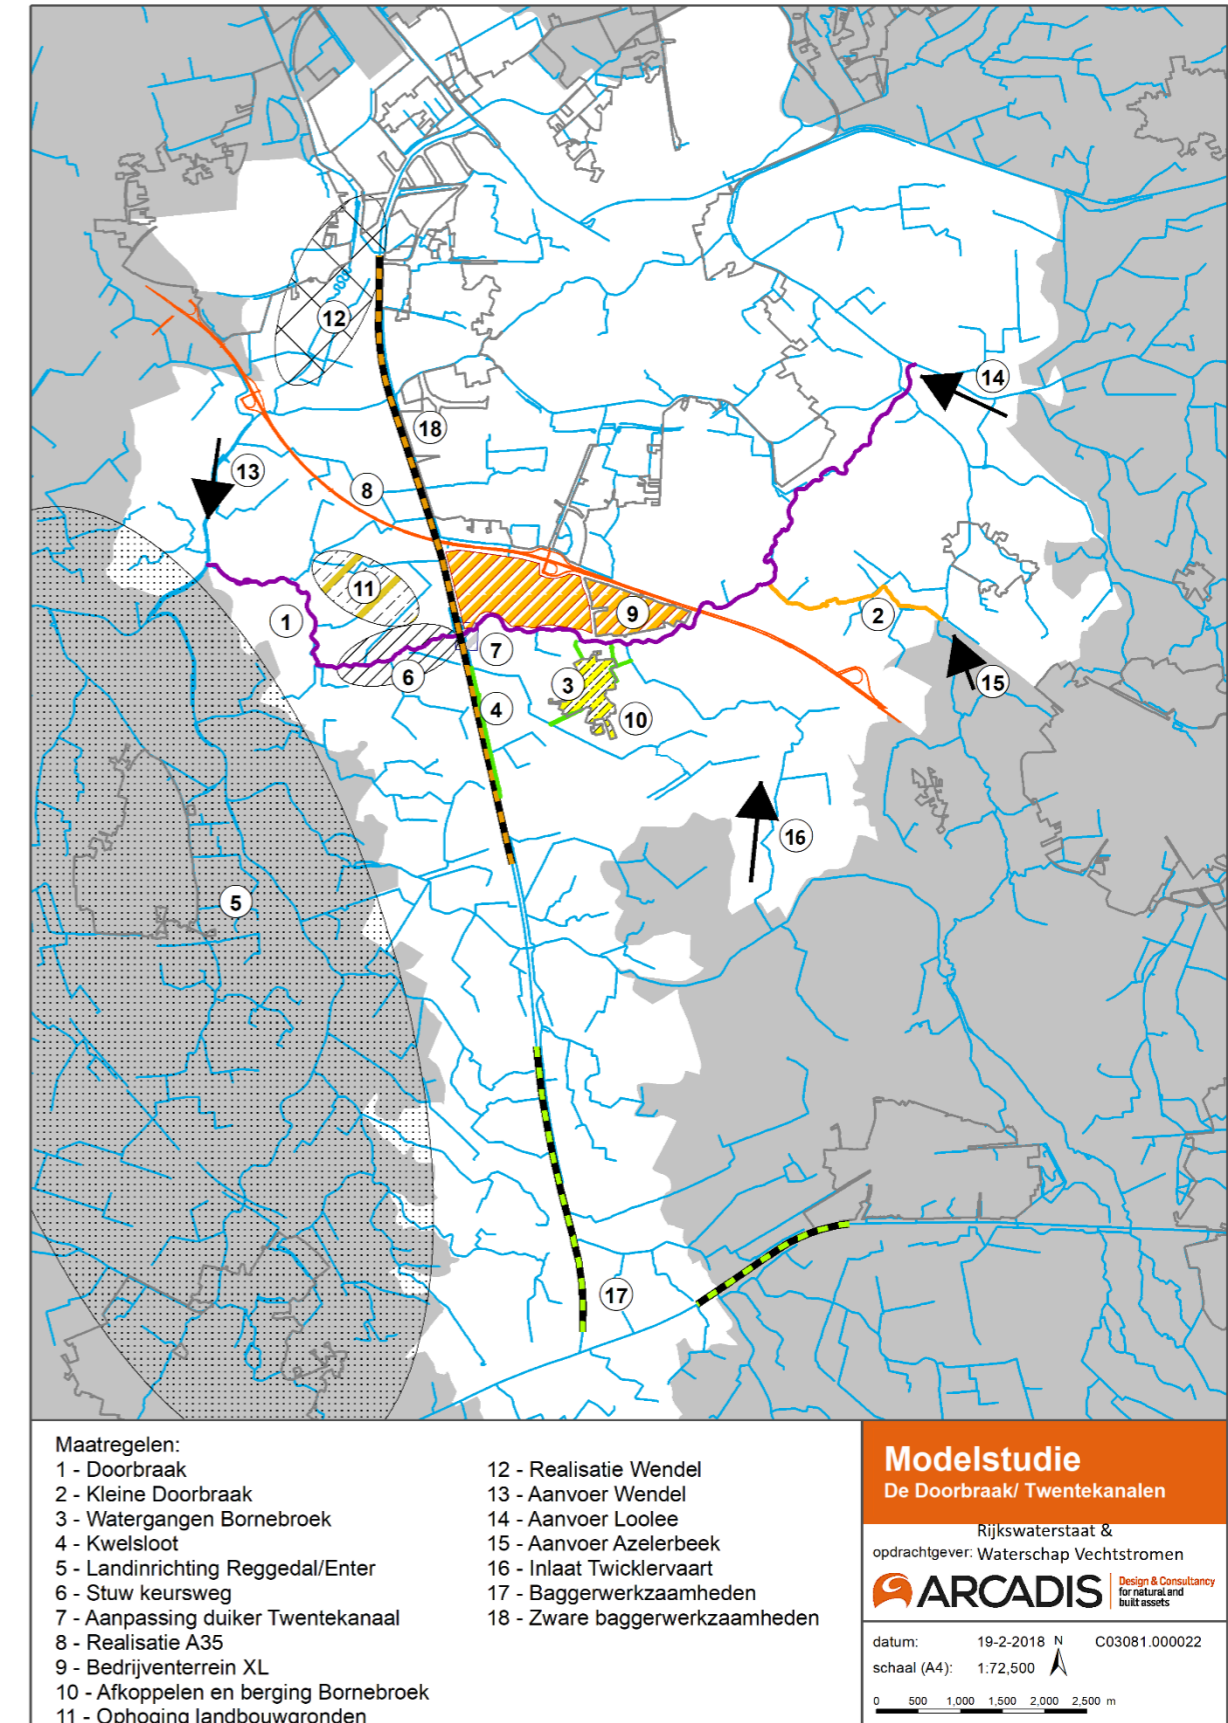 12
14
18
13
8
11
9
1
2
7
6
3
15
4
10
16
5
17
Maatregelen:
1 - Doorbraak
2 - Kleine Doorbraak
3 - Watergangen Bornebroek
4 - Kwelsloot
5 - Landinrichting Reggedal/Enter
6 - Stuw keursweg
7 - Aanpassing duiker Twentekanaal
8 - Realisatie A35
9 - Bedrijventerrein XL
10 - Afkoppelen en berging Bornebroek
11 - Ophoging landbouwgronden
12 - Realisatie Wendel
13 - Aanvoer Wendel
14 - Aanvoer Loolee
15 - Aanvoer Azelerbeek
16 - Inlaat Twicklervaart
17 - Baggerwerkzaamheden
18 - Zware baggerwerkzaamheden
Modelstudie
De Doorbraak/ Twentekanalen
Rijkswaterstaat &
opdrachtgever: Waterschap Vechtstromen
ARCADIS
Design & Consultancy
for natural and
built assets
datum: 19-2-2018 N C03081.000022
schaal (A4): 1:72,500
0 500 1,000 1,500 2,000 2,500 m